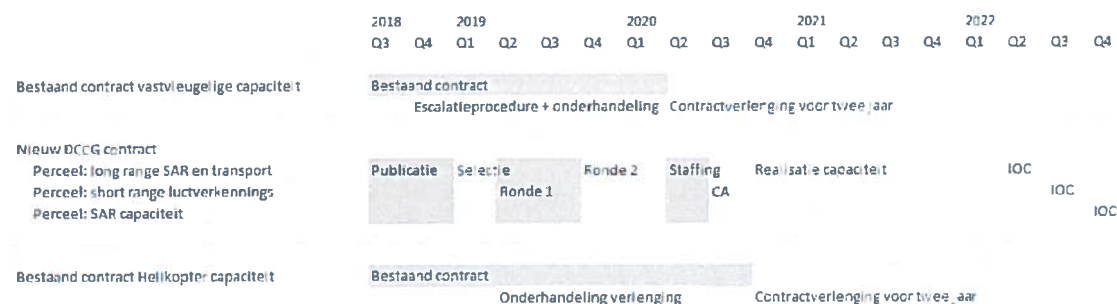 2018 2019 2020 2021 2022
Q3 Q4 Q1 Q2 Q3 Q4 Q1 Q2 Q3 Q4 Q1 Q2 Q3 Q4 Q1 Q2 Q3 Q4
Bestaand contract vastvleugelige capaciteit Bestaand contract
Escalatieprocedure + onderhandeling Contractverlenging voor twee jaar
Nieuw DCCG contract
Perceel: long range SAR en transport Publicatie Selectie Ronde 2 Staffing Realisatie capaciteit IOC
Perceel: short range luctverkennings Ronde 1 CA IOC
Perceel: SAR capaciteit IOC
Bestaand contract Helikopter capaciteit Bestaand contract
Onderhandeling verlenging Contractverlenging voor twee jaar